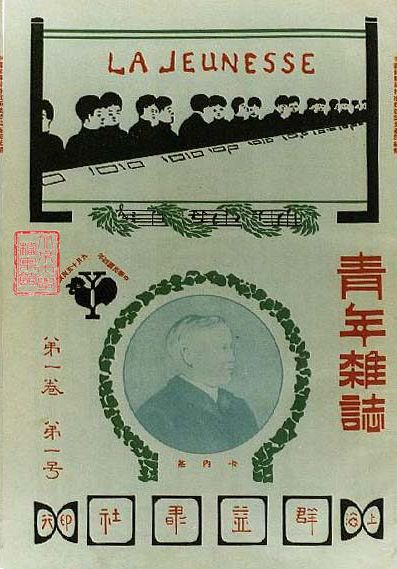 LA JEUNESSE
青年雜誌
第一卷 第一号
卡內基
上海 群益書社 印行